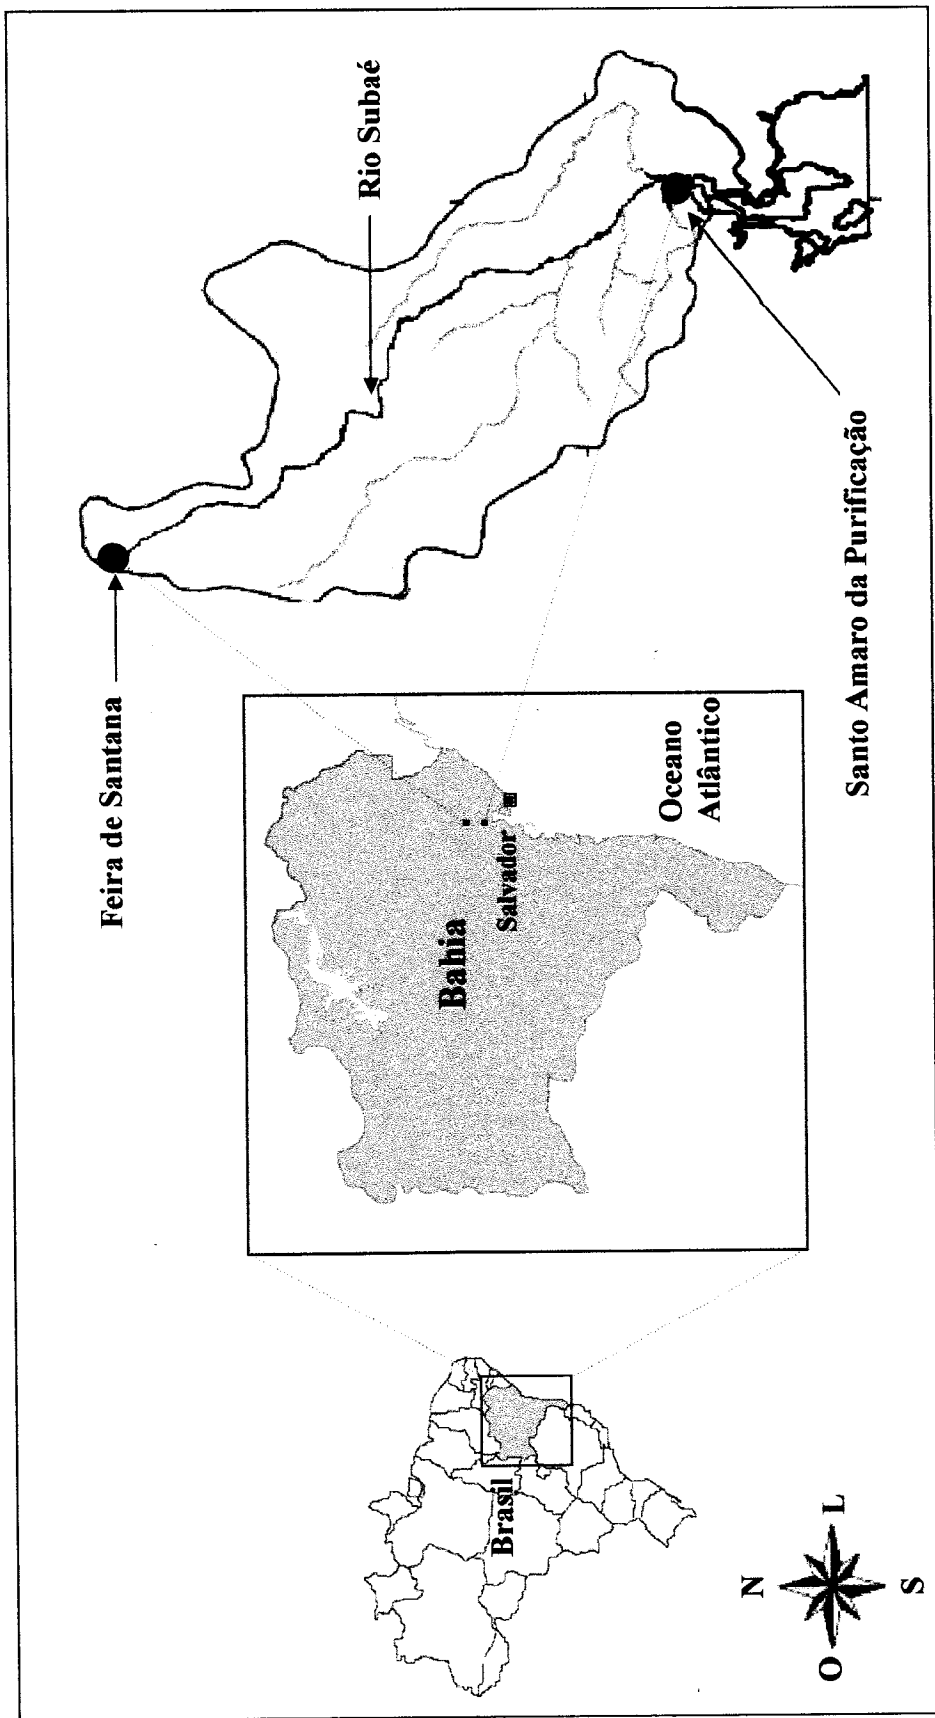 Feira de Santana
Rio Subaé
Bahia
Salvador
Oceano
Atlântico
Santo Amaro da Purificação
Brasil
N
O
L
S